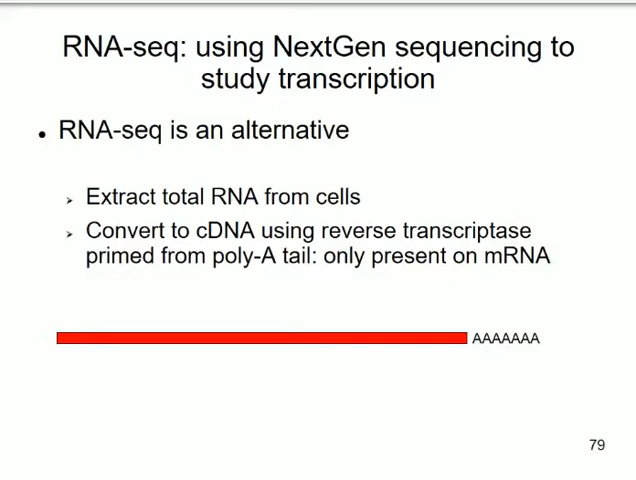 RNA-seq: using NextGen sequencing to
study transcription
• RNA-seq is an alternative
➢ Extract total RNA from cells
➢ Convert to cDNA using reverse transcriptase
primed from poly-A tail: only present on mRNA
AAAAAAA
79